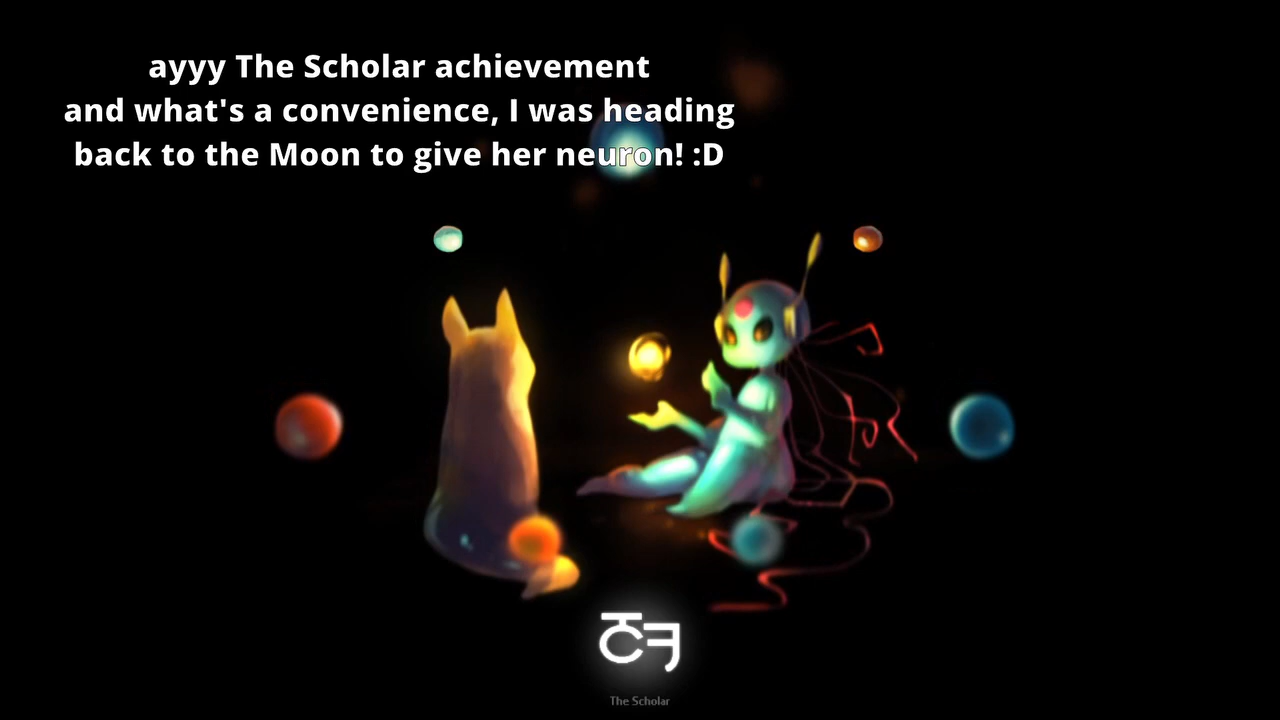 ayyy The Scholar achievement
and what's a convenience, I was heading
back to the Moon to give her neuron! :D
The Scholar